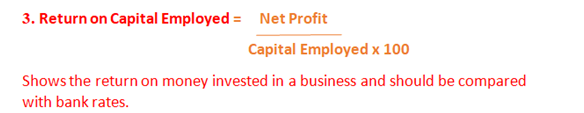 3. Return on Capital Employed = Net Profit
Capital Employed x 100
Shows the return on money invested in a business and should be compared
with bank rates.